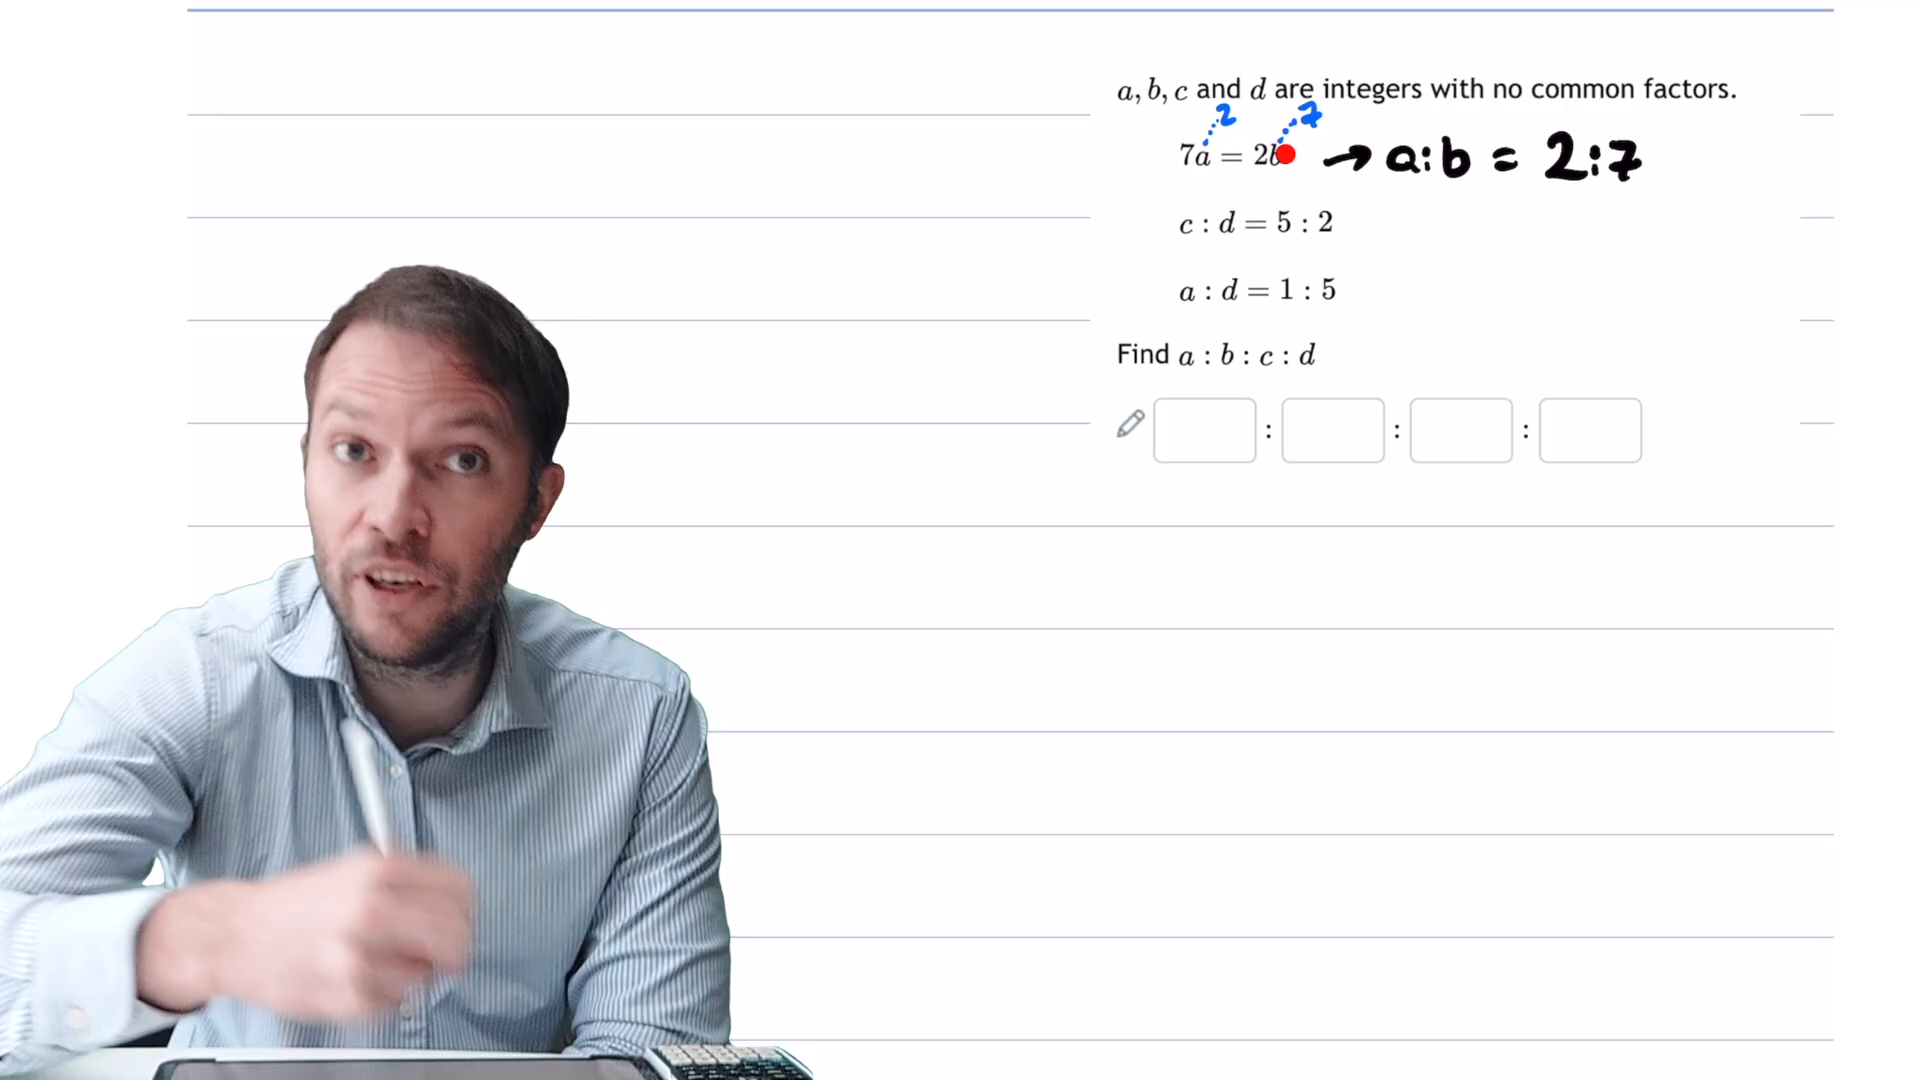 a, b, c and d are integers with no common factors.
2 7
7a = 2b → a:b = 2:7
c : d = 5 : 2
a : d = 1 : 5
Find a : b : c : d
: : :